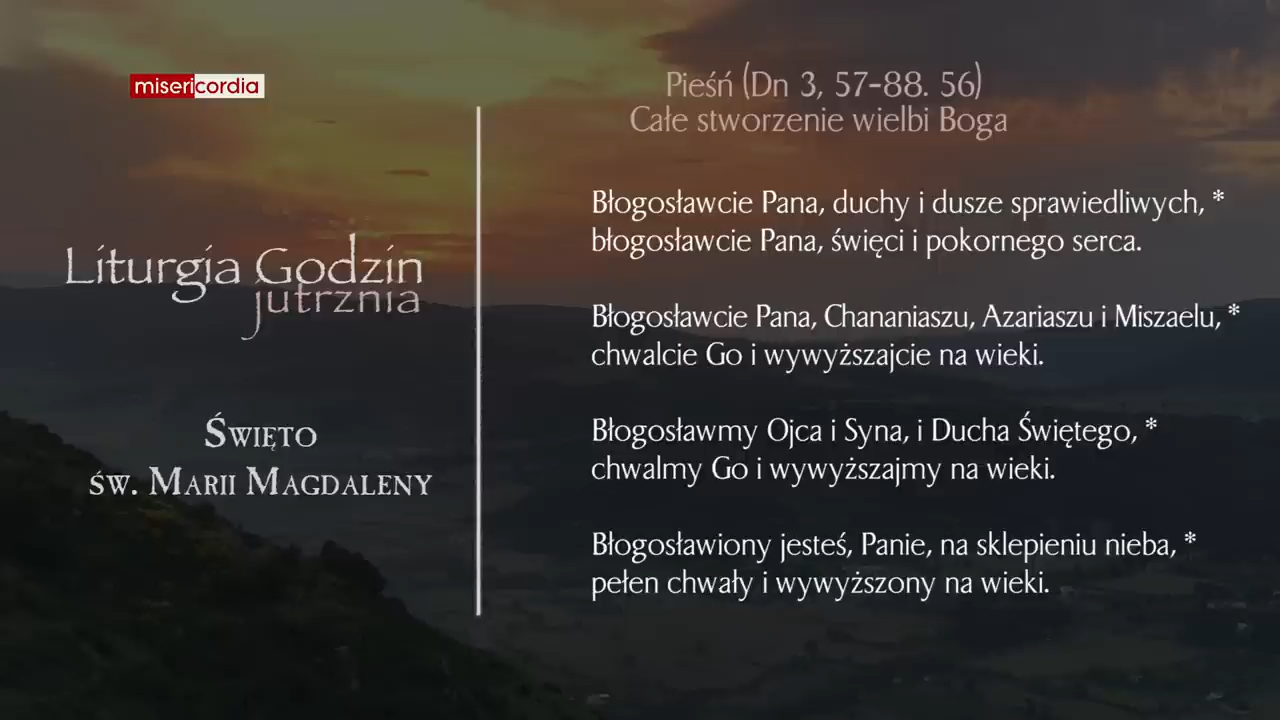 misericordia
Liturgia Godzin
jutrznia
Święto
św. Marii Magdaleny
Pieśń (Dn 3, 57-88. 56)
Całe stworzenie wielbi Boga
Błogosławcie Pana, duchy i dusze sprawiedliwych, *
błogosławcie Pana, święci i pokornego serca.
Błogosławcie Pana, Chananiaszu, Azariaszu i Miszaelu, *
chwalcie Go i wywyższajcie na wieki.
Błogosławmy Ojca i Syna, i Ducha Świętego, *
chwalmy Go i wywyższajmy na wieki.
Błogosławiony jesteś, Panie, na sklepieniu nieba, *
pełen chwały i wywyższony na wieki.